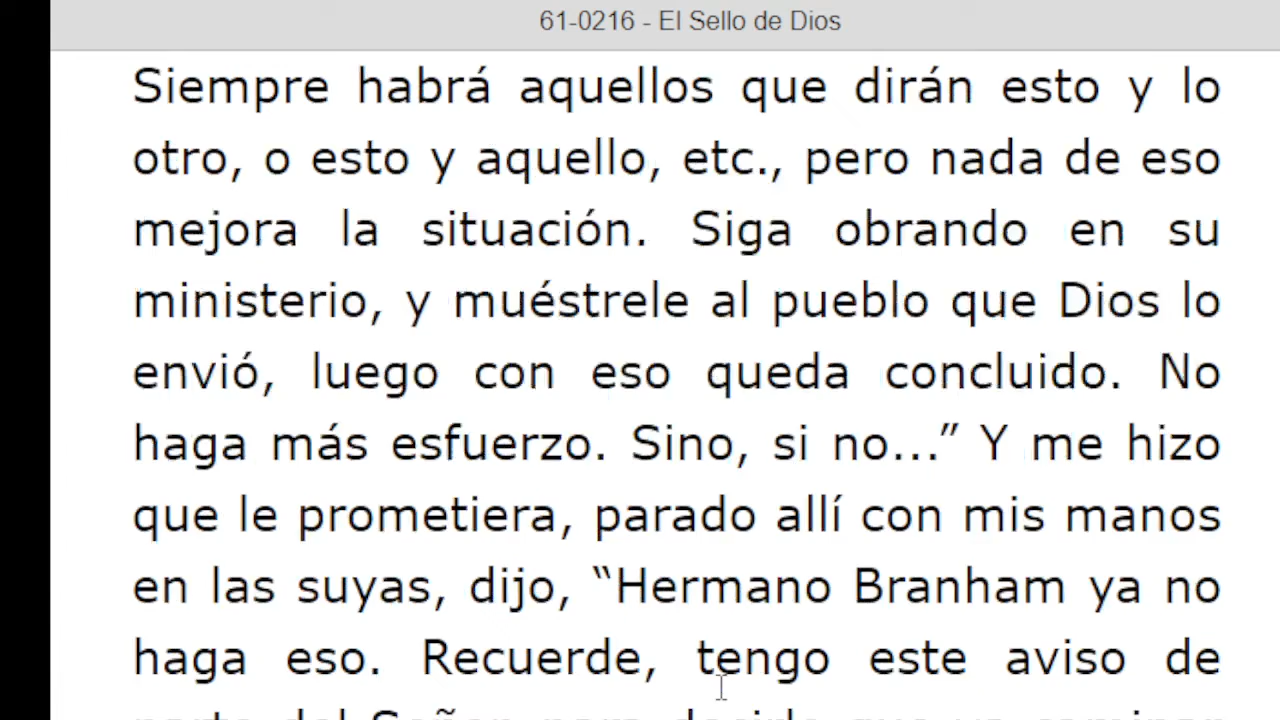 61-0216 - El Sello de Dios
Siempre habrá aquellos que dirán esto y lo
otro, o esto y aquello, etc., pero nada de eso
mejora la situación. Siga obrando en su
ministerio, y muéstrele al pueblo que Dios lo
envió, luego con eso queda concluido. No
haga más esfuerzo. Sino, si no...” Y me hizo
que le prometiera, parado allí con mis manos
en las suyas, dijo, “Hermano Branham ya no
haga eso. Recuerde, tengo este aviso de